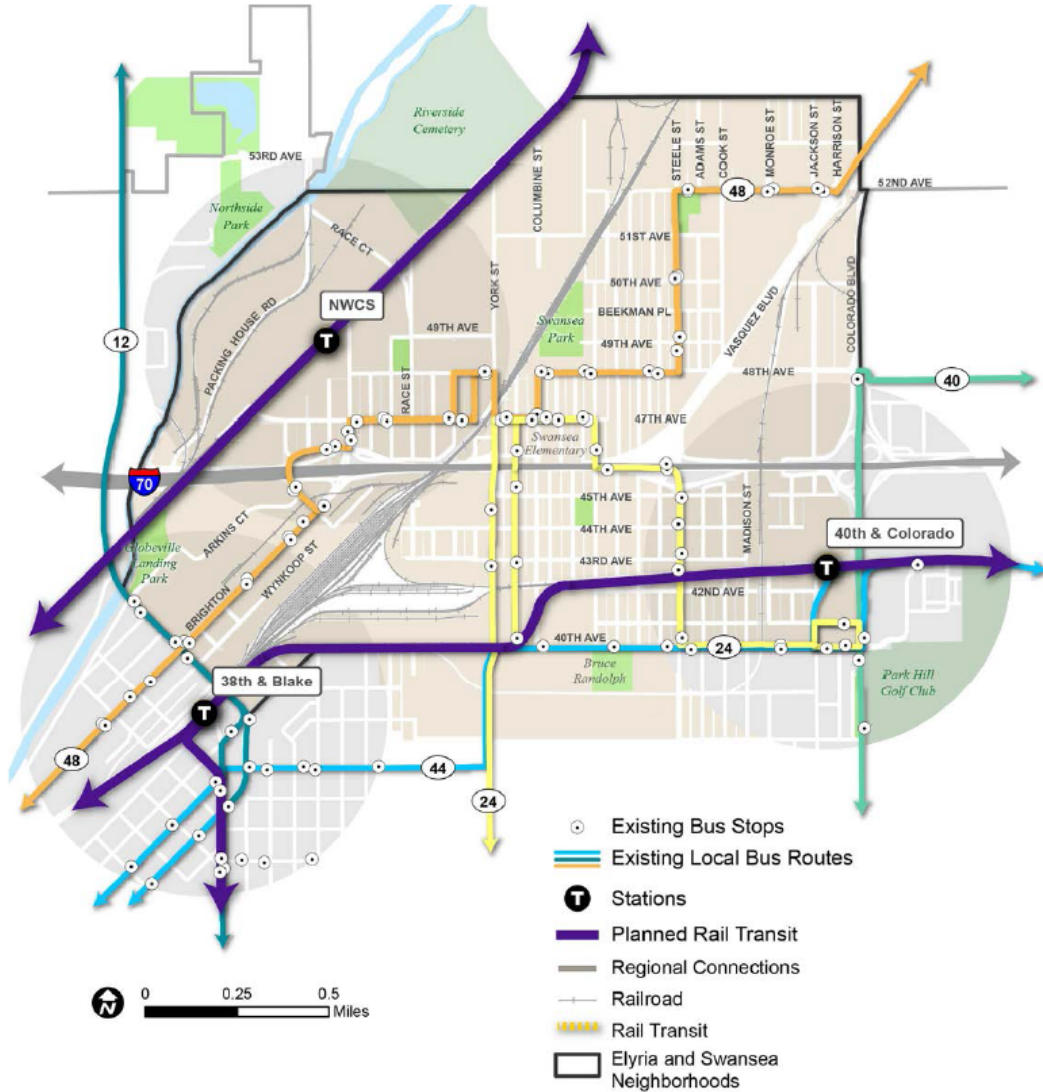 Riverside
Cemetery
53RD AVE
Northside
Park
RACE CT
COLUMBINE ST
STEELE ST
ADAMS ST
COOK ST
MONROE ST
JACKSON ST
HARRISON ST
48
52ND AVE
51ST AVE
50TH AVE
BEEKMAN PL
NWCS
12
PACKING HOUSE RD
YORK ST
49TH AVE
Swansea
Park
49TH AVE
VASQUEZ BLVD
COLORADO BLVD
RACE ST
48TH AVE
40
47TH AVE
Swansea
Elementary
70
45TH AVE
ARKINS CT
44TH AVE
MADISON ST
Globeville
Landing
Park
WYNKOOP ST
43RD AVE
40th & Colorado
T
42ND AVE
BRIGHTON
40TH AVE
24
38th & Blake
Bruce
Randolph
Park Hill
Golf Club
T
48
44
24
Existing Bus Stops
Existing Local Bus Routes
T Stations
Planned Rail Transit
Regional Connections
Railroad
Rail Transit
Elyria and Swansea
Neighborhoods
N
0 0.25 0.5
Miles
T